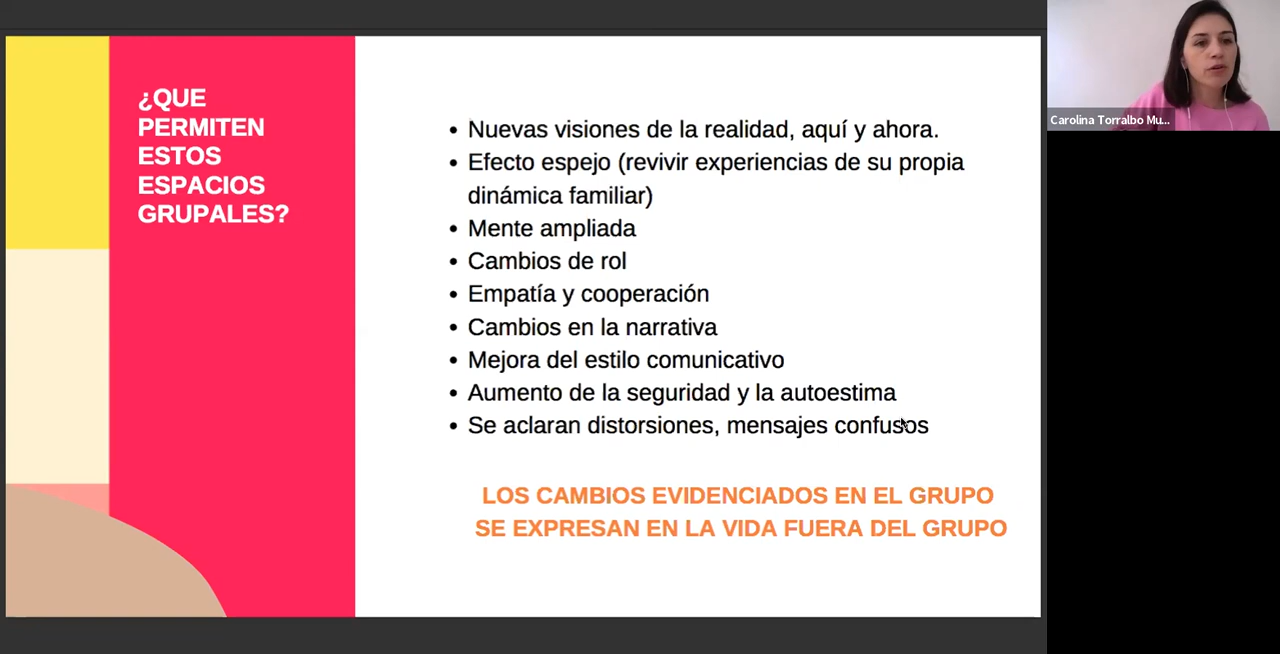 ¿QUE
PERMITEN
ESTOS
ESPACIOS
GRUPALES?
• Nuevas visiones de la realidad, aquí y ahora.
• Efecto espejo (revivir experiencias de su propia
dinámica familiar)
• Mente ampliada
• Cambios de rol
• Empatía y cooperación
• Cambios en la narrativa
• Mejora del estilo comunicativo
• Aumento de la seguridad y la autoestima
• Se aclaran distorsiones, mensajes confusos
LOS CAMBIOS EVIDENCIADOS EN EL GRUPO
SE EXPRESAN EN LA VIDA FUERA DEL GRUPO
Carolina Torralbo Mu...